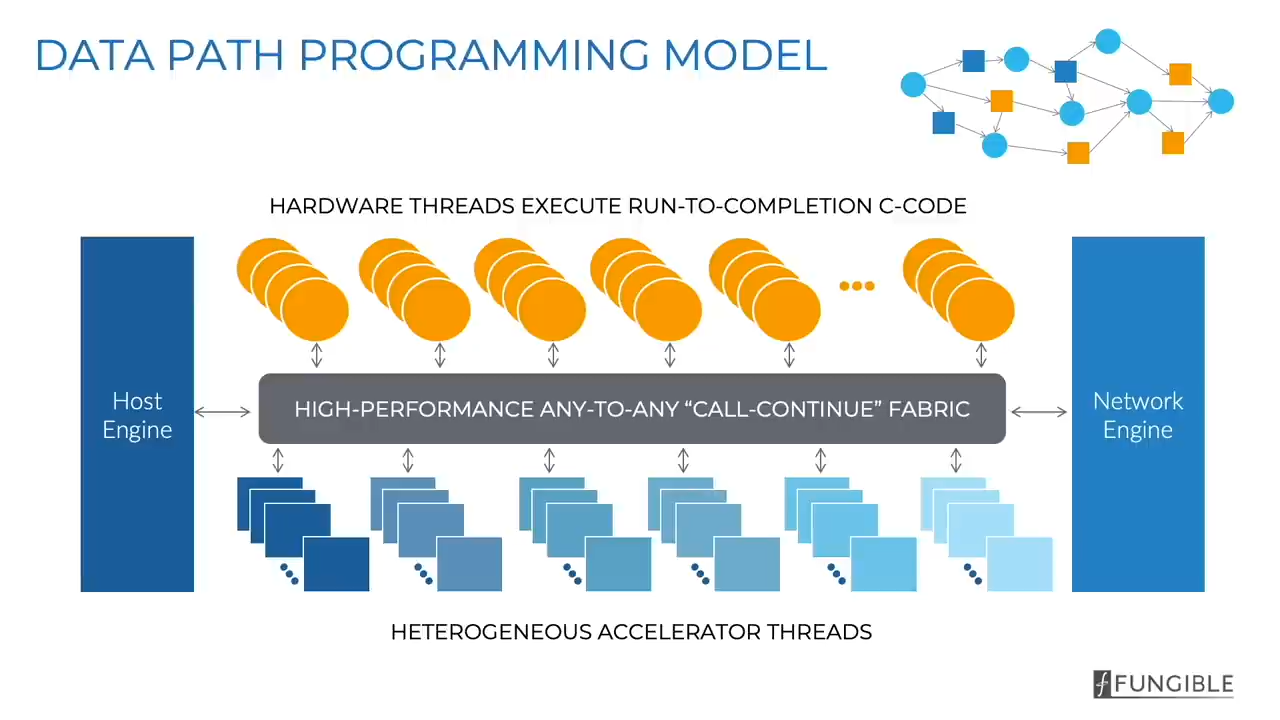 DATA PATH PROGRAMMING MODEL
HARDWARE THREADS EXECUTE RUN-TO-COMPLETION C-CODE
Host
Engine
HIGH-PERFORMANCE ANY-TO-ANY “CALL-CONTINUE” FABRIC
Network
Engine
HETEROGENEOUS ACCELERATOR THREADS
FUNGIBLE